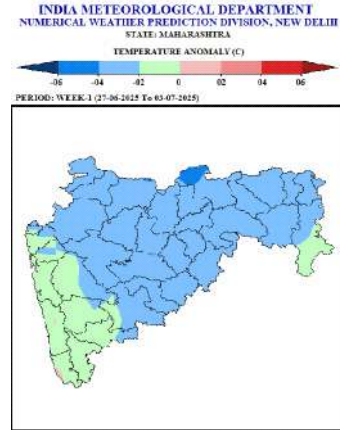 INDIA METEOROLOGICAL DEPARTMENT
NUMERICAL WEATHER PREDICTION DIVISION, NEW DELHI
STATE: MAHARASHTRA
TEMPERATURE ANOMALY (C)
-06 -04 -02 0 02 04 06
PERIOD: WEEK-1 (27-06-2025 To 03-07-2025)